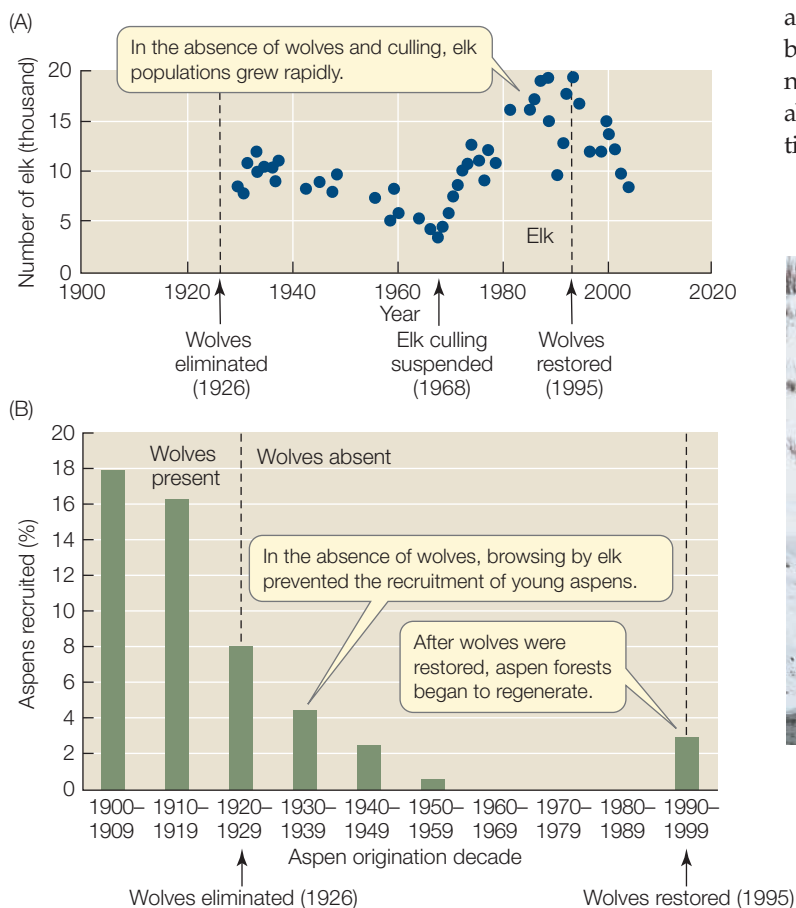 (A)
In the absence of wolves and culling, elk
populations grew rapidly.
Number of elk (thousand)
20
15
10
5
0
Elk
1900
1920
1940
1960
1980
2000
2020
Year
Wolves
eliminated
(1926)
Elk culling
suspended
(1968)
Wolves
restored
(1995)
(B)
Aspens recruited (%)
20
18
16
14
12
10
8
6
4
2
0
Wolves
present
Wolves absent
In the absence of wolves, browsing by elk
prevented the recruitment of young aspens.
After wolves were
restored, aspen forests
began to regenerate.
1900–
1909
1910–
1919
1920–
1929
1930–
1939
1940–
1949
1950–
1959
1960–
1969
1970–
1979
1980–
1989
1990–
1999
Aspen origination decade
Wolves eliminated (1926)
Wolves restored (1995)